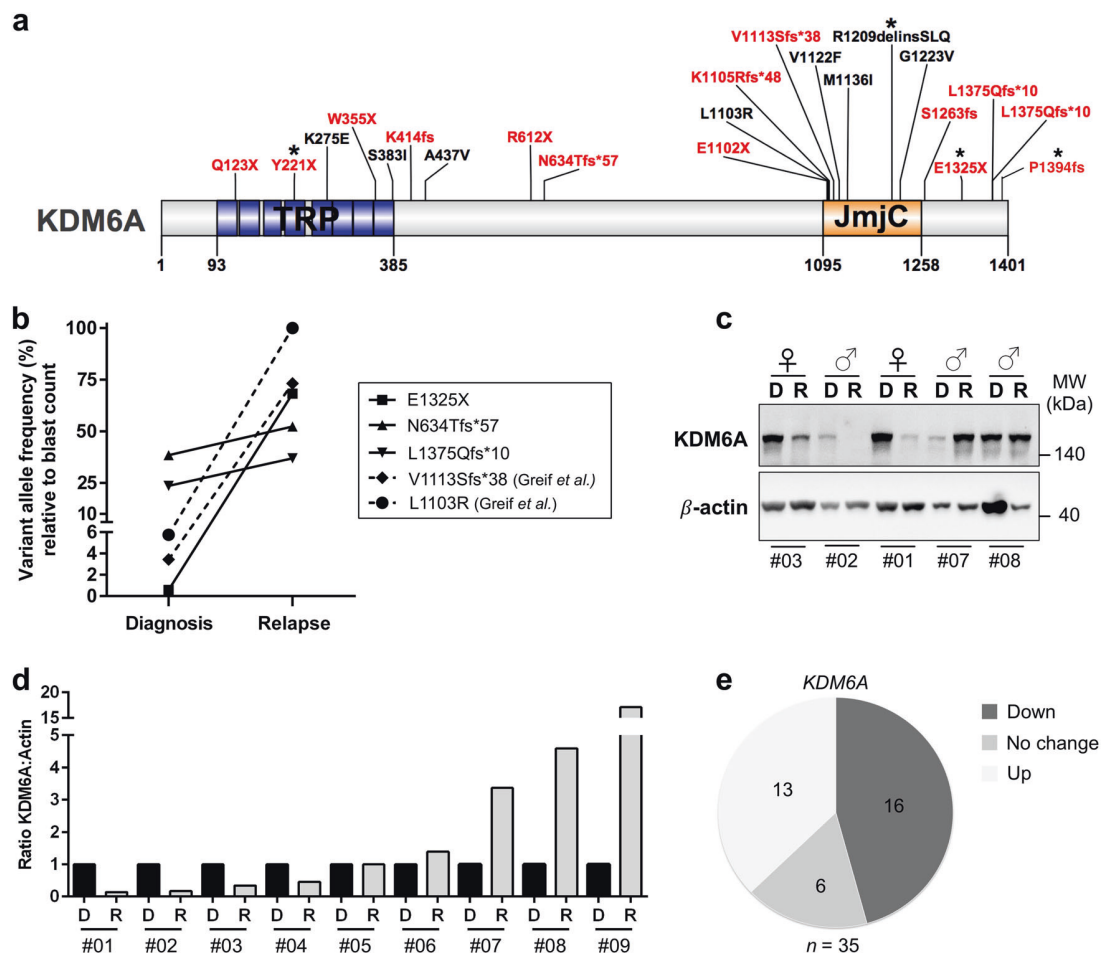 a
V1113Sfs*38
*
R1209delinsSLQ
V1122F
G1223V
K1105Rfs*48
M1136I
L1375Qfs*10
W355X
L1103R
S1263fs
L1375Qfs*10
*
K275E
K414fs
R612X
Q123X
Y221X
S383I
A437V
N634Tfs*57
E1102X
*
E1325X
*
P1394fs
KDM6A
TRP
JmjC
1
93
385
1095
1258
1401
b
Variant allele frequency (%)
relative to blast count
100
75
50
25
10
6
4
2
0
Diagnosis
Relapse
E1325X
N634Tfs*57
L1375Qfs*10
V1113Sfs*38 (Greif et al.)
L1103R (Greif et al.)
c
♀ ♂ ♀ ♂ ♂
D R D R D R D R D R
MW
(kDa)
KDM6A
140
β-actin
40
#03 #02 #01 #07 #08
d
Ratio KDM6A:Actin
20
15
5
4
3
2
1
0
D R D R D R D R D R D R D R D R D R
#01 #02 #03 #04 #05 #06 #07 #08 #09
e
KDM6A
Down
No change
Up
13
16
6
n = 35